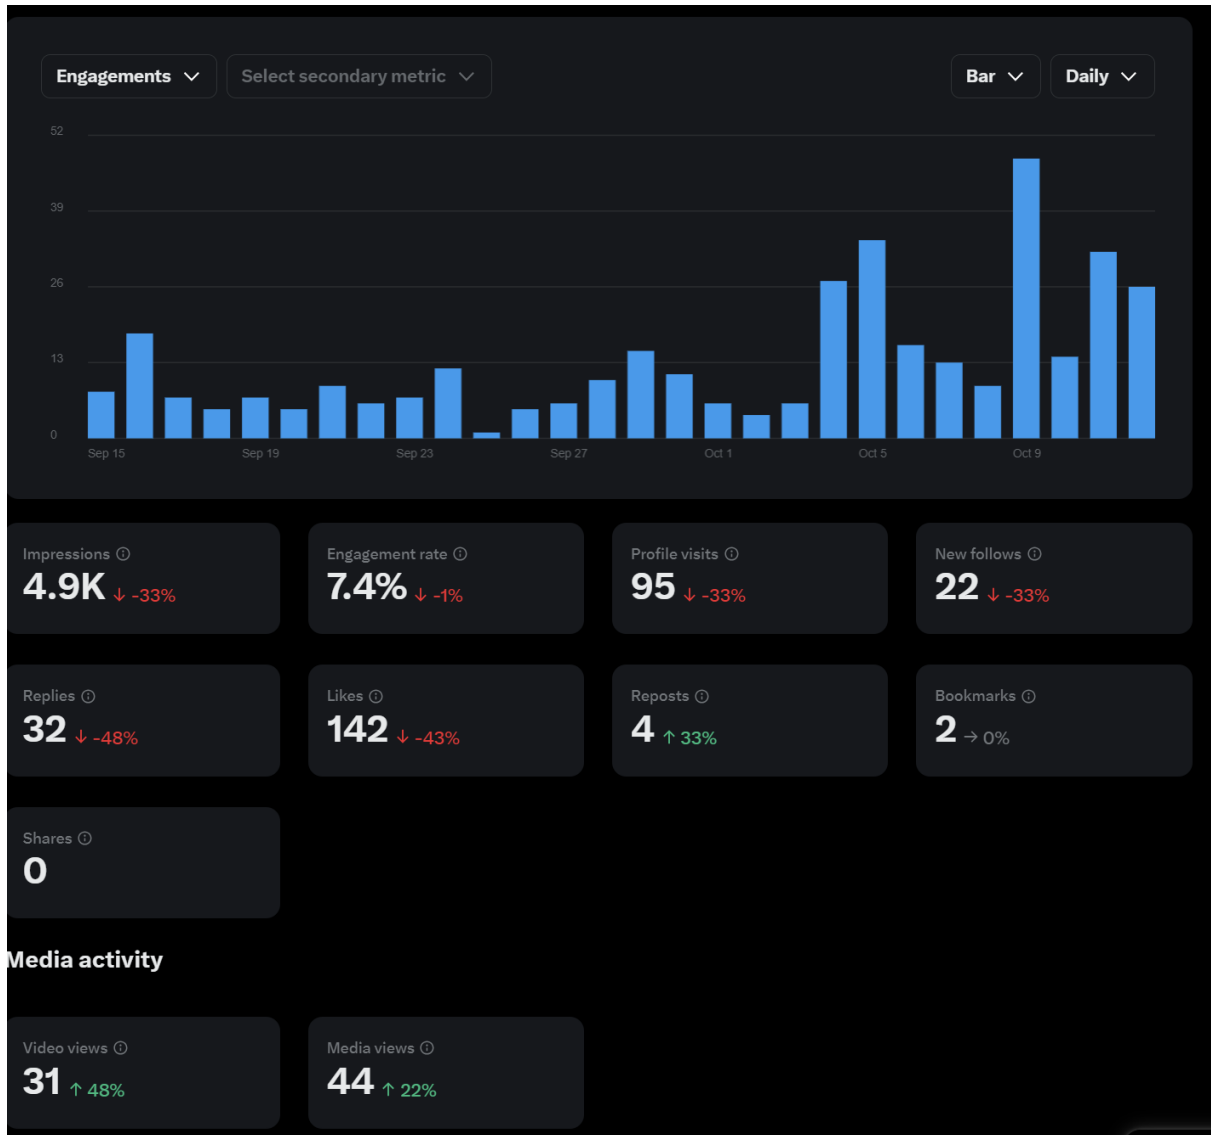 Engagements Select secondary metric Bar Daily
52
39
26
13
0
Sep 15 Sep 19 Sep 23 Sep 27 Oct 1 Oct 5 Oct 9
Impressions Engagement rate Profile visits New follows
4.9K ↓ -33% 7.4% ↓ -1% 95 ↓ -33% 22 ↓ -33%
Replies Likes Reposts Bookmarks
32 ↓ -48% 142 ↓ -43% 4 ↑ 33% 2 → 0%
Shares
0
Media activity
Video views Media views
31 ↑ 48% 44 ↑ 22%